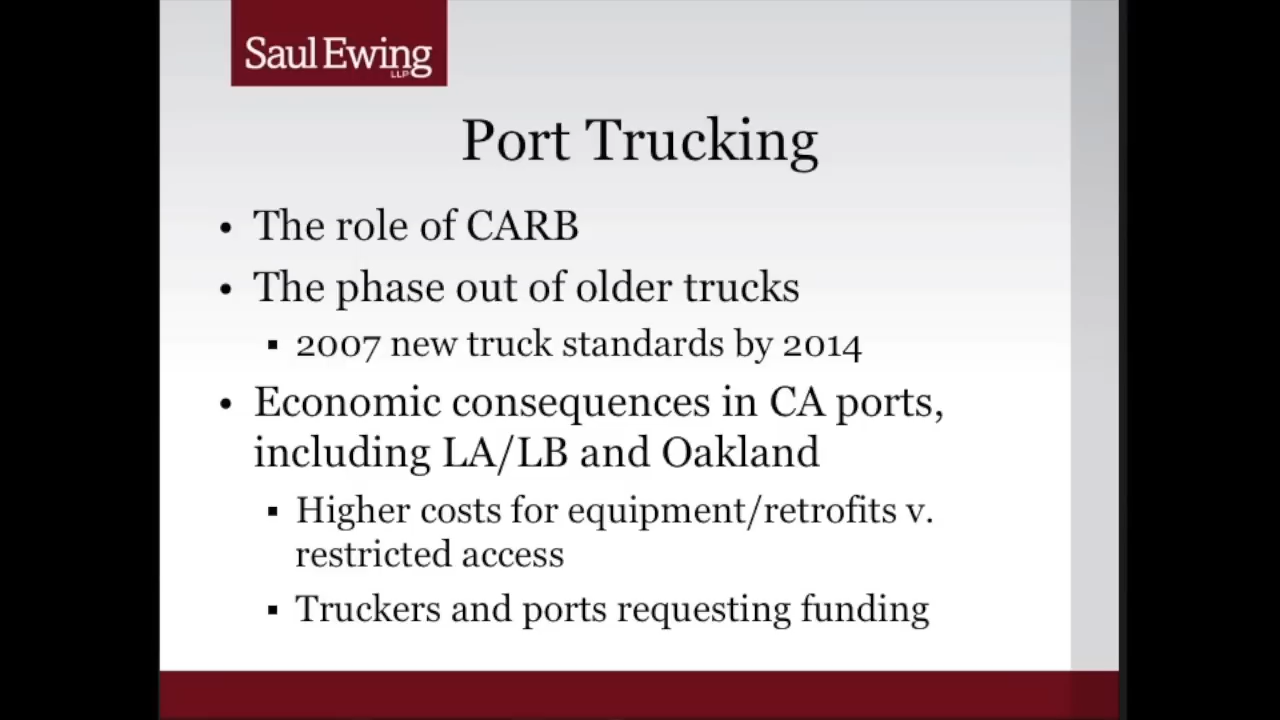 Saul Ewing
LLP
Port Trucking
• The role of CARB
• The phase out of older trucks
▪ 2007 new truck standards by 2014
• Economic consequences in CA ports,
including LA/LB and Oakland
▪ Higher costs for equipment/retrofits v.
restricted access
▪ Truckers and ports requesting funding